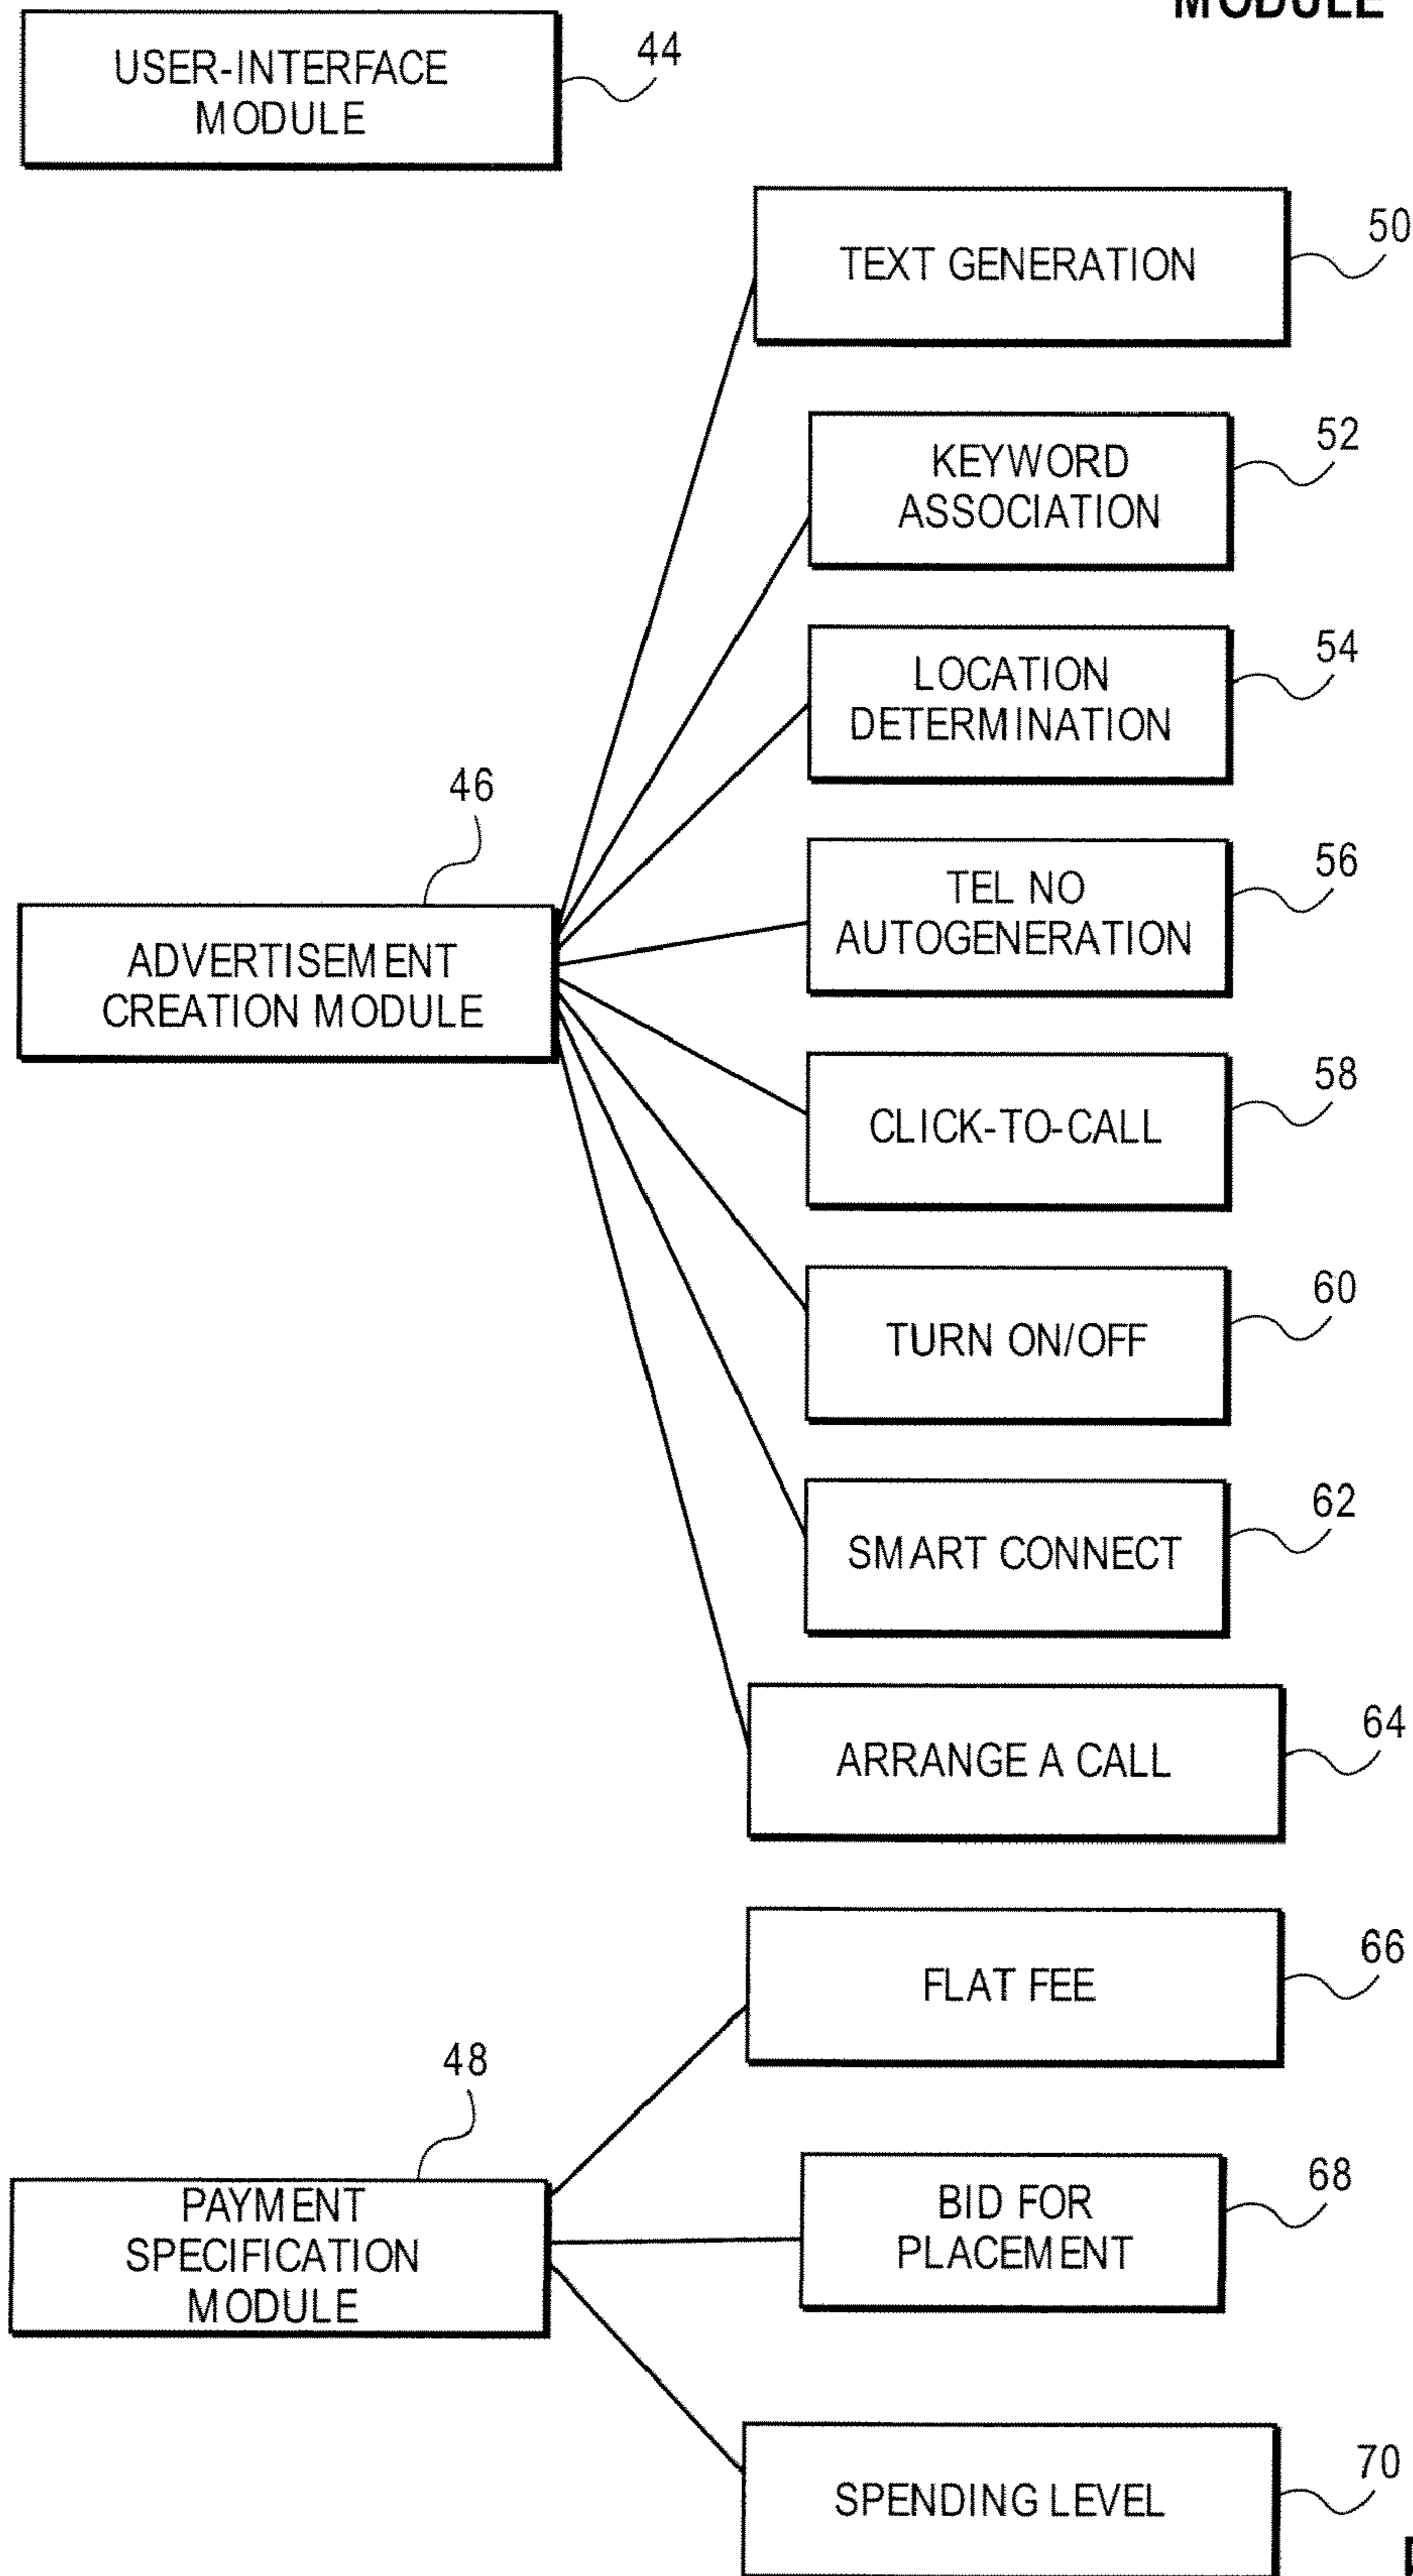 MODULE
USER-INTERFACE
MODULE
44
TEXT GENERATION
50
KEYWORD
ASSOCIATION
52
LOCATION
DETERMINATION
54
46
TEL NO
AUTOGENERATION
56
ADVERTISEMENT
CREATION MODULE
CLICK-TO-CALL
58
TURN ON/OFF
60
SMART CONNECT
62
ARRANGE A CALL
64
FLAT FEE
66
48
PAYMENT
SPECIFICATION
MODULE
BID FOR
PLACEMENT
68
SPENDING LEVEL
70